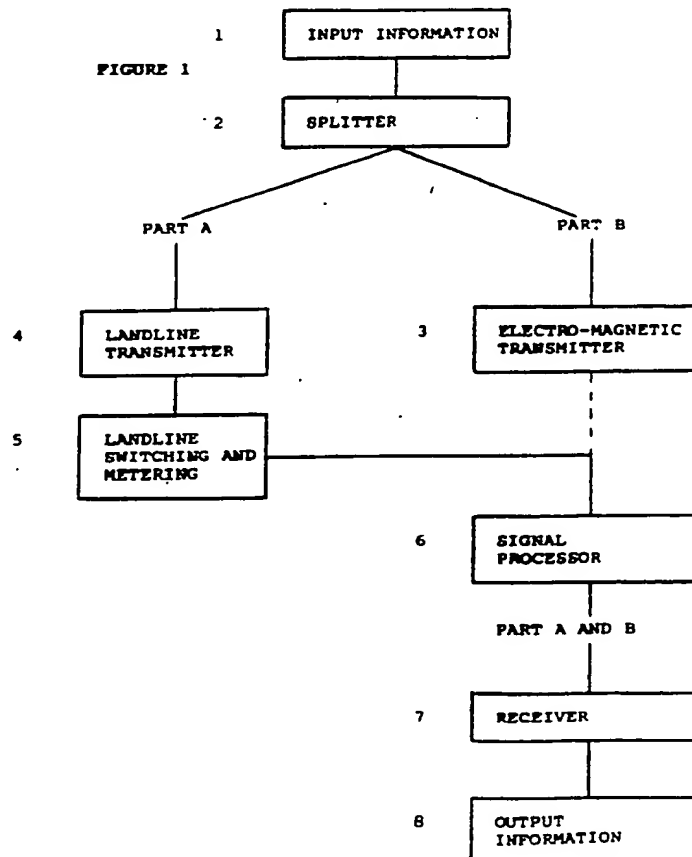 1 INPUT INFORMATION
FIGURE 1
2 SPLITTER
PART A PART B
4 LANDLINE
TRANSMITTER
3 ELECTRO-MAGNETIC
TRANSMITTER
5 LANDLINE
SWITCHING AND
METERING
6 SIGNAL
PROCESSOR
PART A AND B
7 RECEIVER
8 OUTPUT
INFORMATION